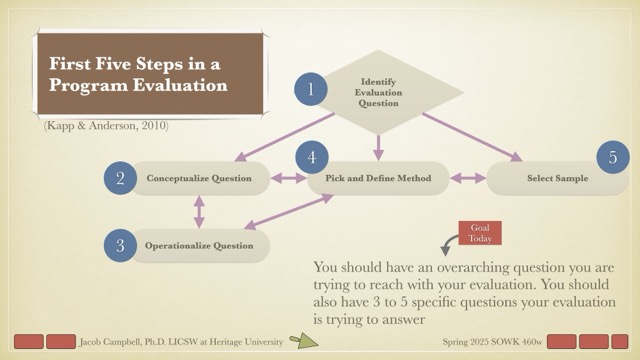 First Five Steps in a
Program Evaluation
(Kapp & Anderson, 2010)
1
Identify
Evaluation
Question
2
Conceptualize Question
4
Pick and Define Method
5
Select Sample
3
Operationalize Question
Goal
Today
You should have an overarching question you are
trying to reach with your evaluation. You should
also have 3 to 5 specific questions your evaluation
is trying to answer
Jacob Campbell, Ph.D. LICSW at Heritage University
Spring 2025 SOWK 460w